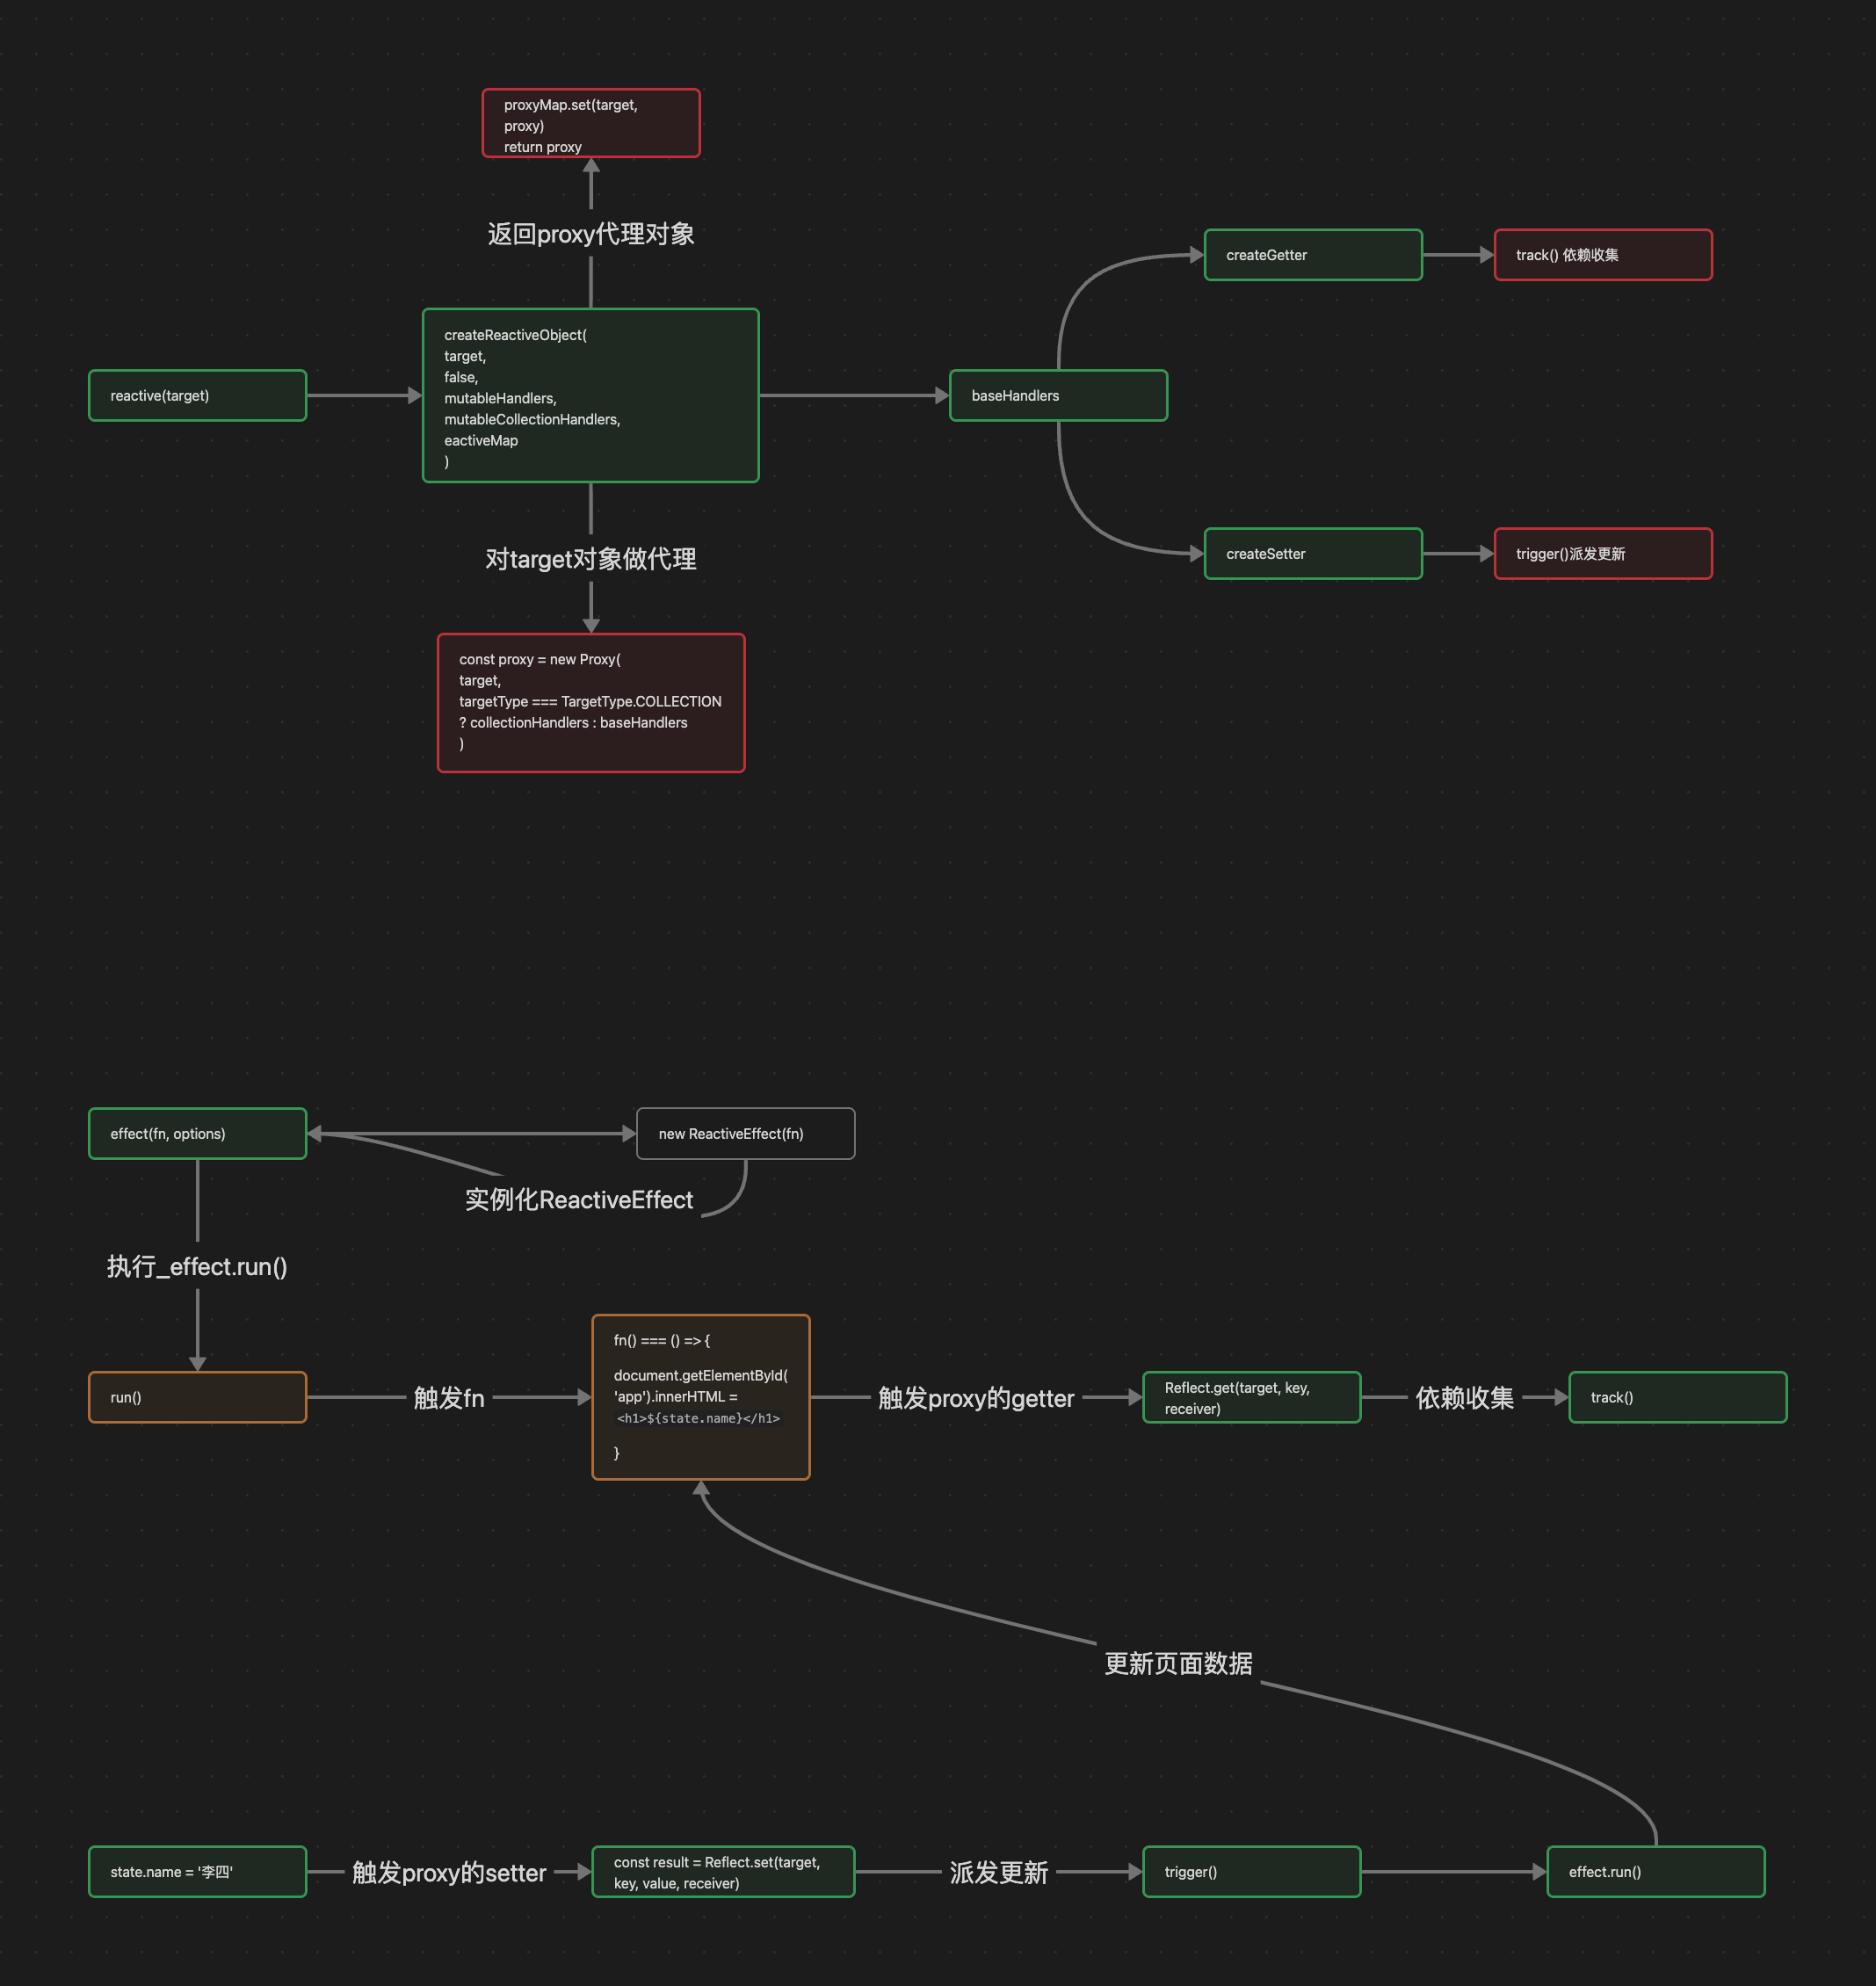 proxyMap.set(target,
proxy)
return proxy
返回proxy代理对象
createGetter
track() 依赖收集
reactive(target)
createReactiveObject(
target,
false,
mutableHandlers,
mutableCollectionHandlers,
eactiveMap
)
baseHandlers
对target对象做代理
createSetter
trigger()派发更新
const proxy = new Proxy(
target,
targetType === TargetType.COLLECTION
? collectionHandlers : baseHandlers
)
effect(fn, options)
new ReactiveEffect(fn)
实例化ReactiveEffect
执行_effect.run()
run()
触发fn
fn() === () => {
document.getElementById(
'app').innerHTML =
<h1>${state.name}</h1>
}
触发proxy的getter
Reflect.get(target, key,
receiver)
依赖收集
track()
更新页面数据
state.name = '李四'
触发proxy的setter
const result = Reflect.set(target,
key, value, receiver)
派发更新
trigger()
effect.run()